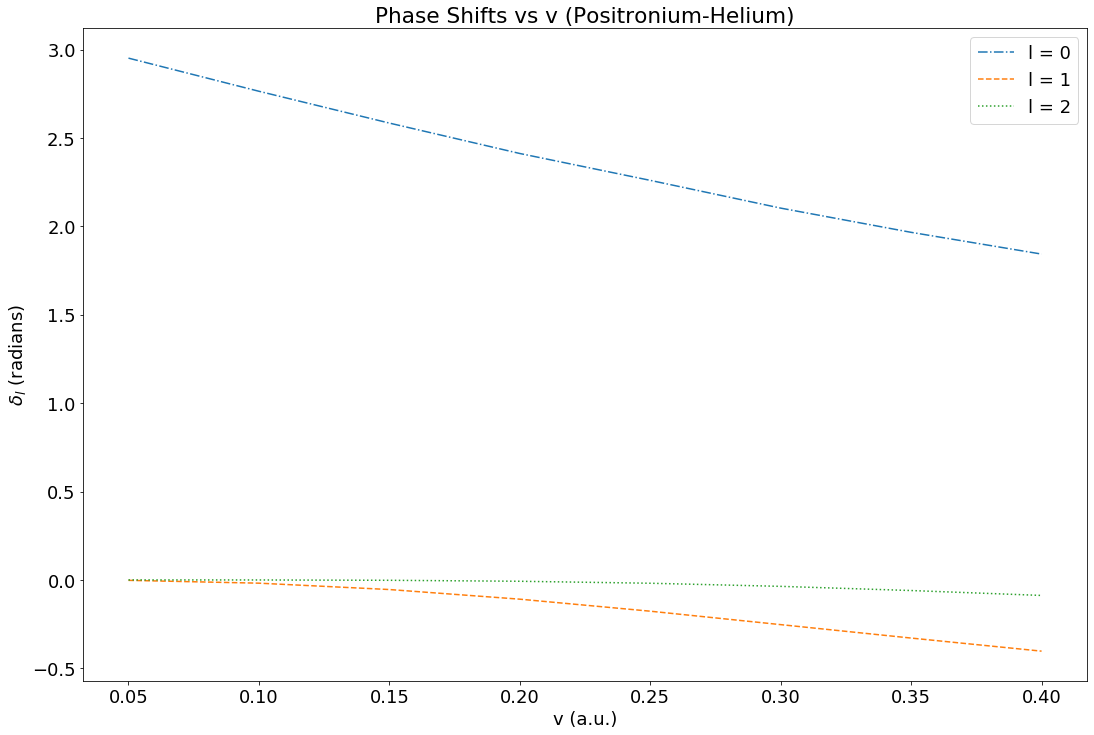 Phase Shifts vs v (Positronium-Helium)
l = 0
l = 1
l = 2
3.0
2.5
2.0
1.5
1.0
0.5
0.0
−0.5
δl (radians)
0.05 0.10 0.15 0.20 0.25 0.30 0.35 0.40
v (a.u.)